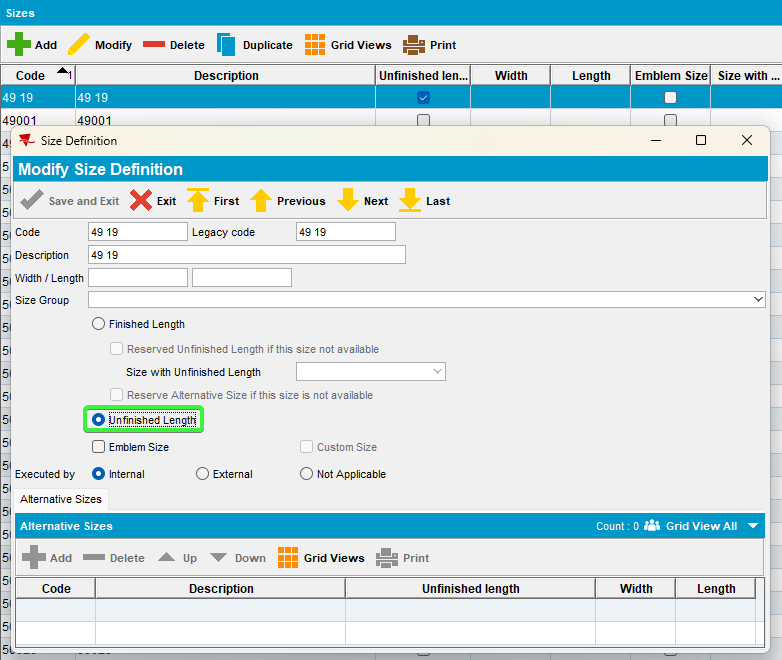 Sizes
Add Modify Delete Duplicate Grid Views Print
Code 1 Description Unfinished len... Width Length Emblem Size Size with ...
49 19 49 19
49001 49001
Size Definition
Modify Size Definition
Save and Exit Exit First Previous Next Last
Code 49 19 Legacy code 49 19
Description 49 19
Width / Length
Size Group
Finished Length
Reserved Unfinished Length if this size not available
Size with Unfinished Length
Reserve Alternative Size if this size is not available
Unfinished Length
Emblem Size Custom Size
Executed by Internal External Not Applicable
Alternative Sizes
Alternative Sizes Count : 0 Grid View All
Add Delete Up Down Grid Views Print
Code Description Unfinished length Width Length